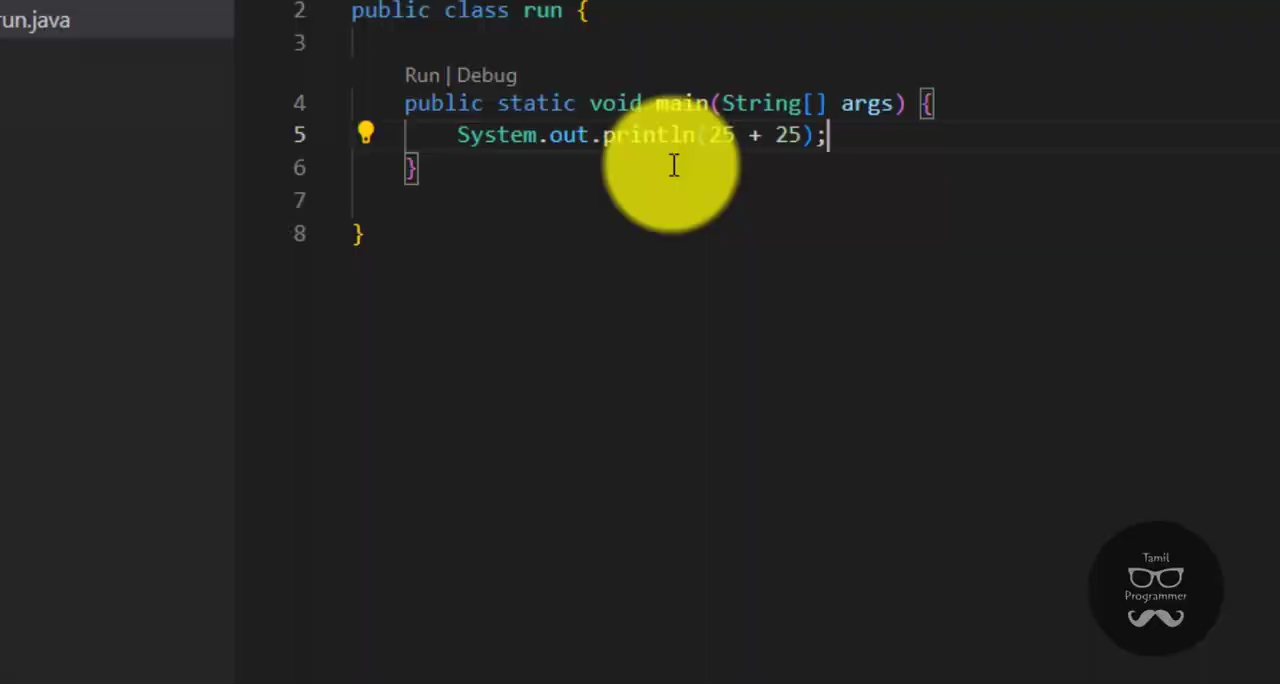 run.java
2 public class run {
3
Run | Debug
4 public static void main(String[] args) {
5 System.out.println(25 + 25);
6 }
7
8 }
Tamil
Programmer